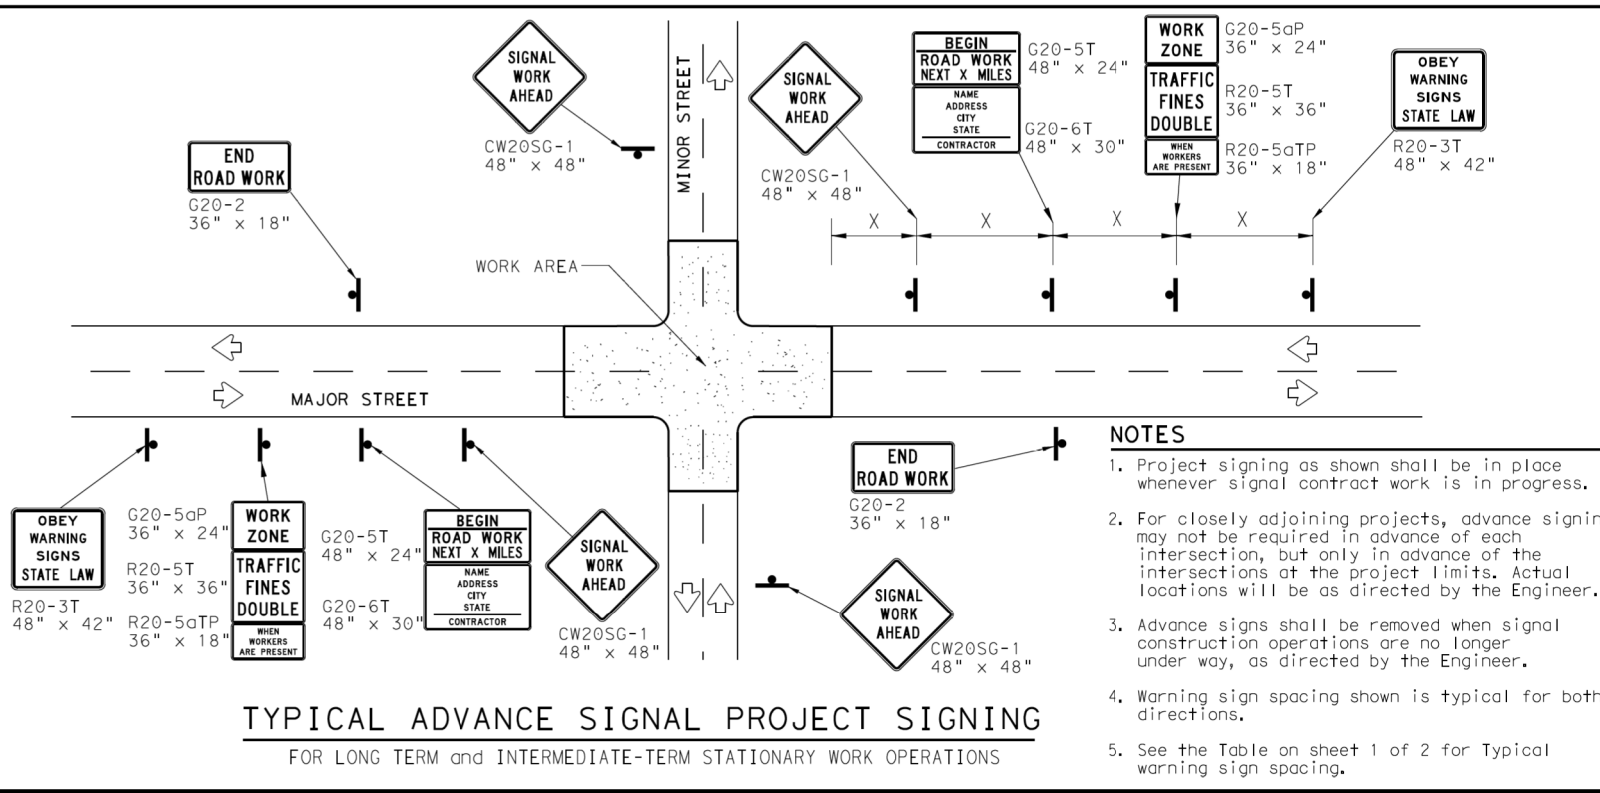 SIGNAL
WORK
AHEAD
CW20SG-1
48" x 48"
END
ROAD WORK
G20-2
36" x 18"
MINOR STREET
SIGNAL
WORK
AHEAD
CW20SG-1
48" x 48"
BEGIN
ROAD WORK
NEXT X MILES
NAME
ADDRESS
CITY
STATE
CONTRACTOR
G20-5T
48" x 24"
G20-6T
48" x 30"
WORK
ZONE
TRAFFIC
FINES
DOUBLE
WHEN
WORKERS
ARE PRESENT
G20-5aP
36" x 24"
R20-5T
36" x 36"
R20-5aTP
36" x 18"
OBEY
WARNING
SIGNS
STATE LAW
R20-3T
48" x 42"
X
X
X
X
WORK AREA
MAJOR STREET
OBEY
WARNING
SIGNS
STATE LAW
R20-3T
48" x 42"
G20-5aP
36" x 24"
R20-5T
36" x 36"
R20-5aTP
36" x 18"
WORK
ZONE
TRAFFIC
FINES
DOUBLE
WHEN
WORKERS
ARE PRESENT
G20-5T
48" x 24"
G20-6T
48" x 30"
BEGIN
ROAD WORK
NEXT X MILES
NAME
ADDRESS
CITY
STATE
CONTRACTOR
SIGNAL
WORK
AHEAD
CW20SG-1
48" x 48"
END
ROAD WORK
G20-2
36" x 18"
SIGNAL
WORK
AHEAD
CW20SG-1
48" x 48"
NOTES
1. Project signing as shown shall be in place
whenever signal contract work is in progress.
2. For closely adjoining projects, advance signin
may not be required in advance of each
intersection, but only in advance of the
intersections at the project limits. Actual
locations will be as directed by the Engineer.
3. Advance signs shall be removed when signal
construction operations are no longer
under way, as directed by the Engineer.
4. Warning sign spacing shown is typical for both
directions.
5. See the Table on sheet 1 of 2 for Typical
warning sign spacing.
TYPICAL ADVANCE SIGNAL PROJECT SIGNING
FOR LONG TERM and INTERMEDIATE-TERM STATIONARY WORK OPERATIONS